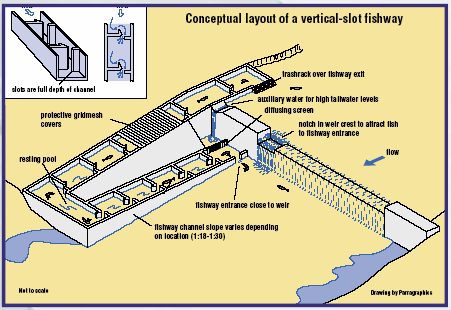 Conceptual layout of a vertical-slot fishway
slots are full depth of channel
trashrack over fishway exit
auxiliary water for high tailwater levels
diffusing screen
protective gridmesh
covers
notch in weir crest to attract fish
to fishway entrance
flow
resting pool
fishway entrance close to weir
fishway channel slope varies depending
on location (1:18-1:30)
Not to scale
Drawing by Parragraphics